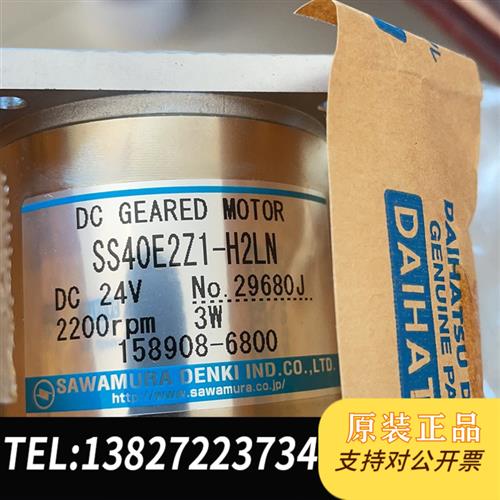 DC GEARED MOTOR
SS40E2Z1-H2LN
DC 24V No.29680J
2200rpm 3W
158908-6800
SAWAMURA DENKI IND.CO.,LTD.
http://www.sawamura.co.jp/
DAIHATSU D
GENUINE PA
DAIHAT
TEL:13827223734
原装正品
支持对公开票